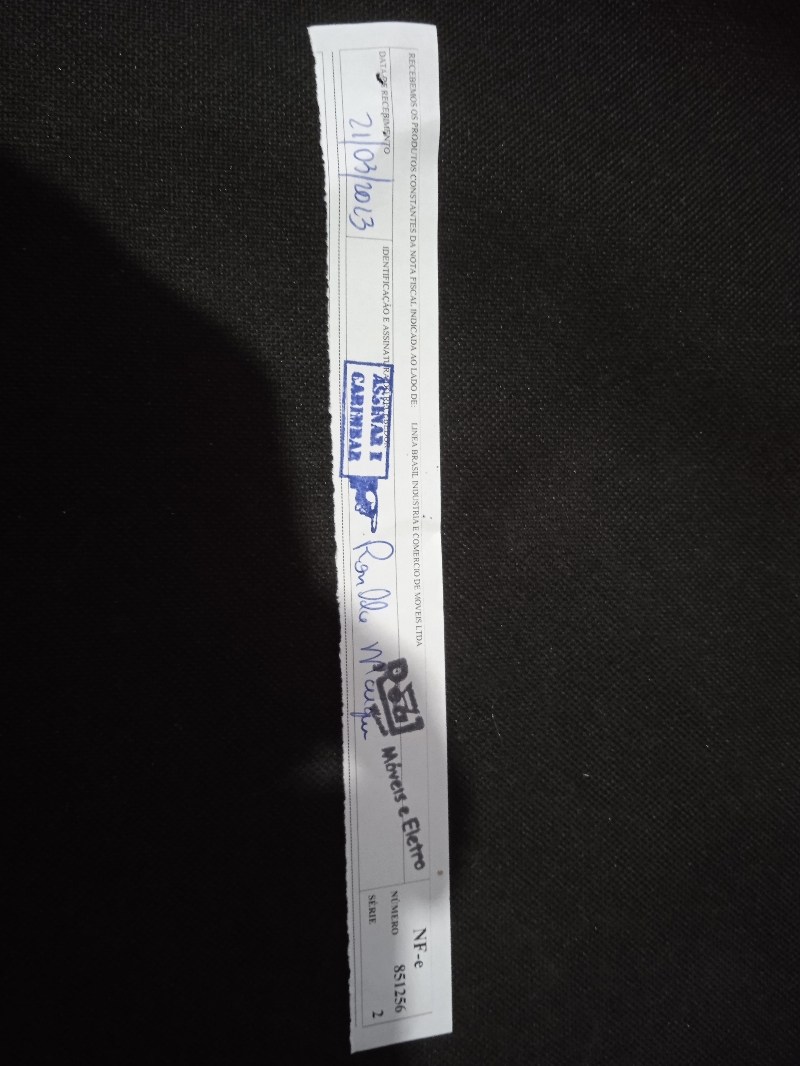 RECEBEMOS OS PRODUTOS CONSTANTES DA NOTA FISCAL INDICADA AO LADO DE: LINEA BRASIL INDUSTRIA E COMERCIO DE MOVEIS LTDA
DATA DE RECEBIMENTO
21/03/2023
IDENTIFICAÇÃO E ASSINATURA
ASSINAR E
CARIMBAR
Ronaldo
Móveis e Eletro
NF-e
NÚMERO 851256
SÉRIE 2